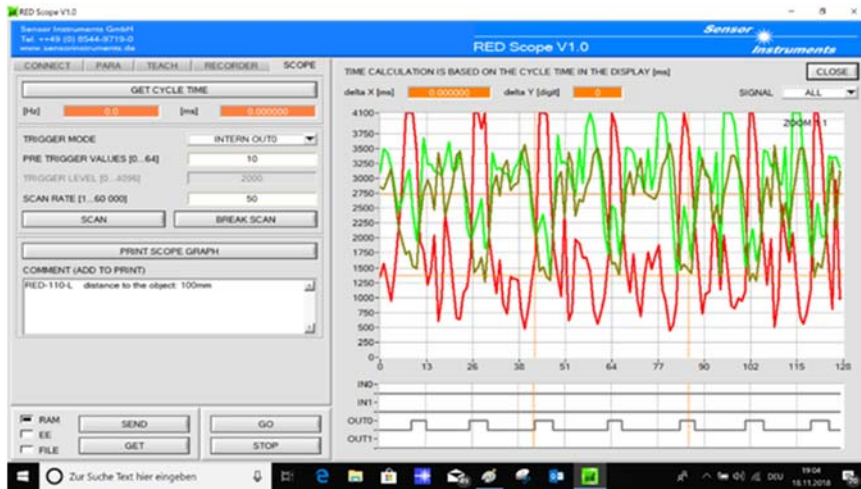 RED Scope V1.0
Sensor Instruments GmbH
Tel. ++49 (0) 8544-9719-0
www.sensorinstruments.de
RED Scope V1.0
Sensor
Instruments
CONNECT PARA TEACH RECORDER SCOPE
GET CYCLE TIME
[Hz] 0.0 [ms] 0.000000
TRIGGER MODE INTERN OUT0
PRE TRIGGER VALUES [0...64] 10
TRIGGER LEVEL [0...4096] 2000
SCAN RATE [1...60 000] 50
SCAN BREAK SCAN
PRINT SCOPE GRAPH
COMMENT (ADD TO PRINT)
RED-110-L distance to the object: 100mm
RAM
EE
FILE
SEND GO
GET STOP
TIME CALCULATION IS BASED ON THE CYCLE TIME IN THE DISPLAY [ms]
CLOSE
delta X [ms] 0.000000 delta Y [digit] 0 SIGNAL ALL
ZOOM 1:1
4100
3750
3500
3250
3000
2750
2500
2250
2000
1750
1500
1250
1000
750
500
250
0
0 13 26 38 51 64 77 90 102 115 128
IN0
IN1
OUT0
OUT1
Zur Suche Text hier eingeben
DEU
19:04
16.11.2018